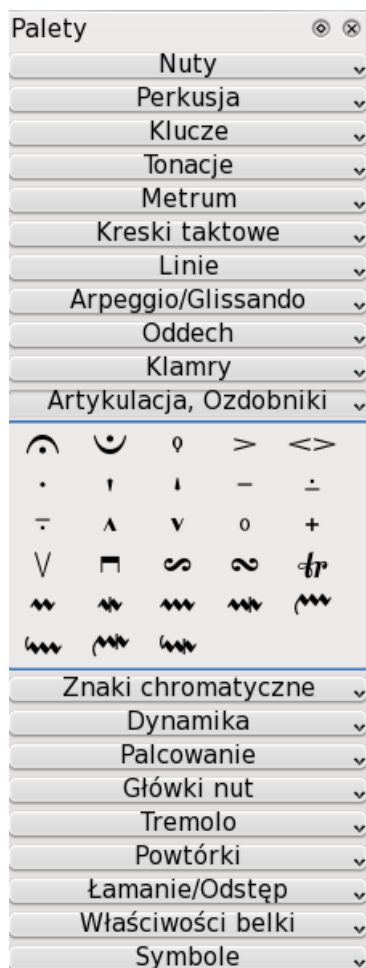 Palety
Nuty
Perkusja
Klucze
Tonacje
Metrum
Kreski taktowe
Linie
Arpeggio/Glissando
Oddech
Klamry
Artykulacja, Ozdobniki
tr
Znaki chromatyczne
Dynamika
Palcowanie
Główki nut
Tremolo
Powtórki
Łamanie/Odstęp
Właściwości belki
Symbole